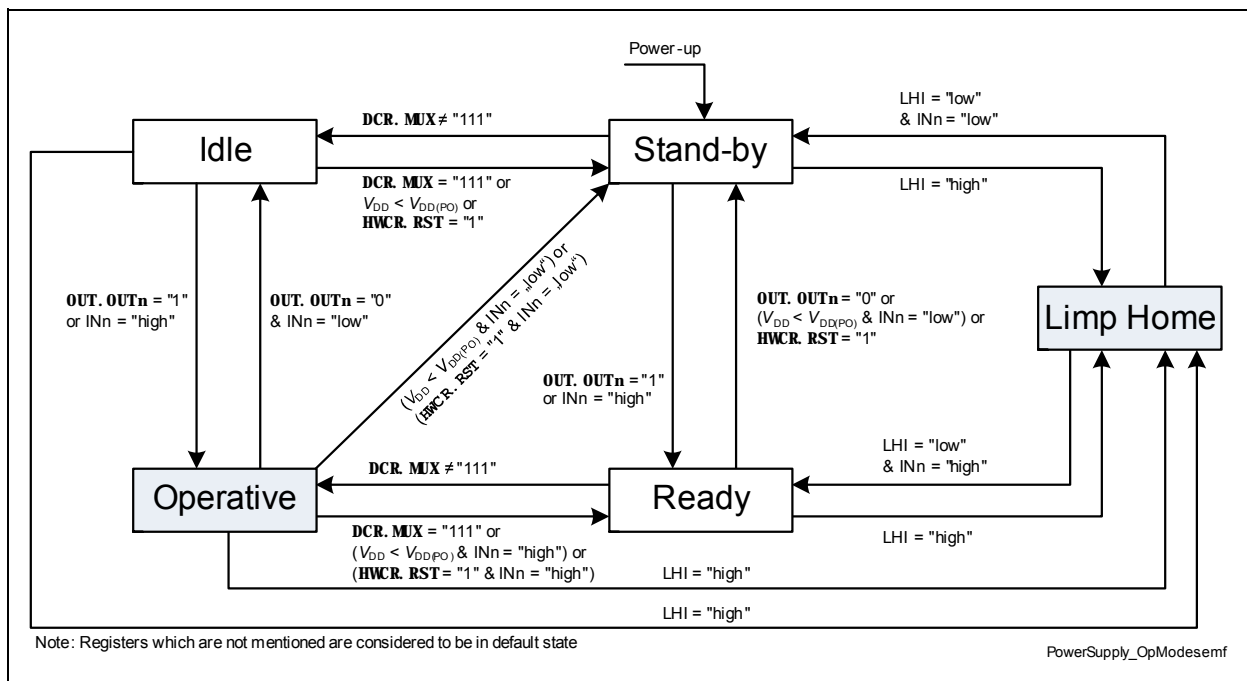 Power-up
LHI = "low"
& INn = "low"
DCR. MUX ≠ "111"
Idle
Stand-by
DCR. MUX = "111" or
VDD < VDD(PO) or
HWCR. RST = "1"
LHI = "high"
OUT. OUTn = "1"
or INn = "high"
OUT. OUTn = "0"
& INn = "low"
(VDD < VDD(PO) & INn = „low“) or
(HWCR. RST = "1" & INn = „low“)
OUT. OUTn = "0" or
(VDD < VDD(PO) & INn = "low") or
HWCR. RST = "1"
Limp Home
OUT. OUTn = "1"
or INn = "high"
LHI = "low"
& INn = "high"
DCR. MUX ≠ "111"
Operative
Ready
DCR. MUX = "111" or
(VDD < VDD(PO) & INn = "high") or
(HWCR. RST = "1" & INn = "high")
LHI = "high"
LHI = "high"
LHI = "high"
Note: Registers which are not mentioned are considered to be in default state
PowerSupply_OpModes.emf